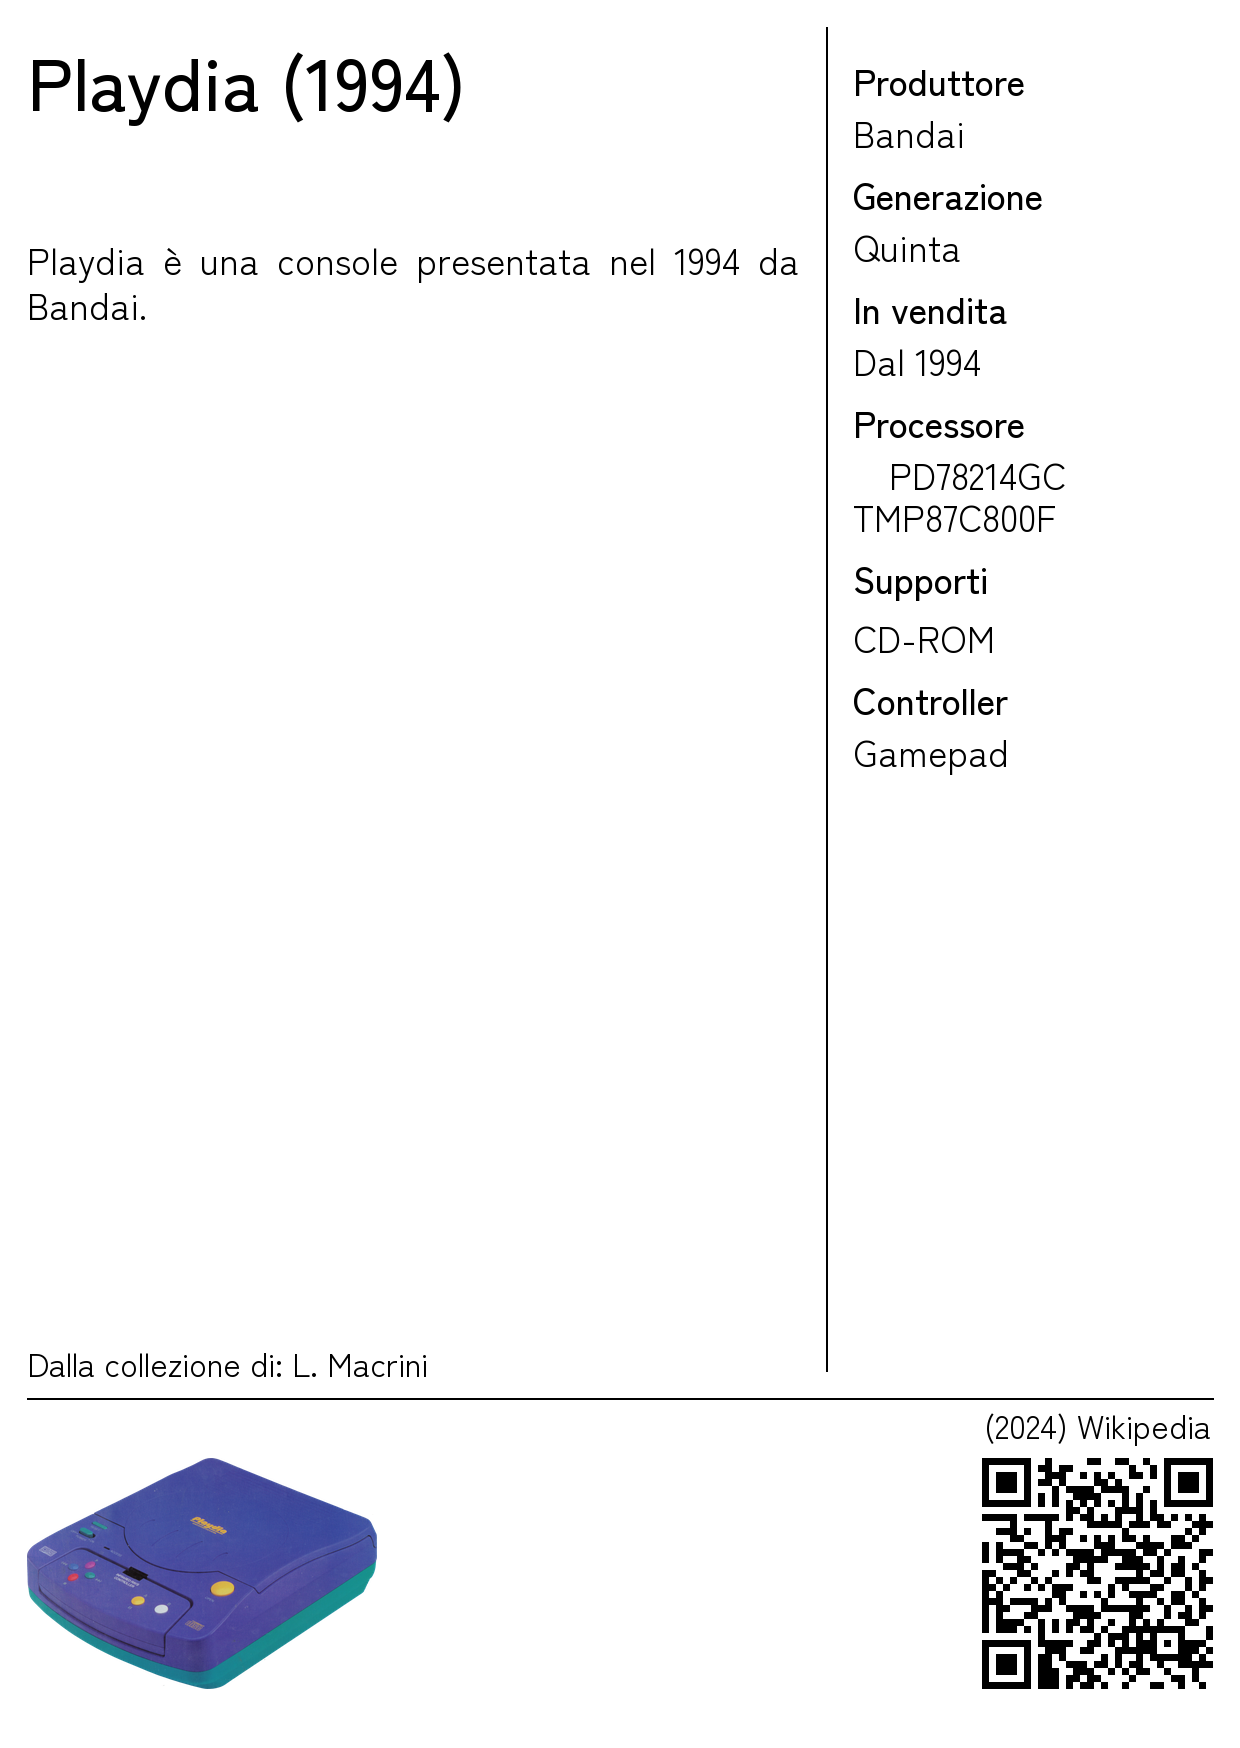 Playdia (1994)
Playdia è una console presentata nel 1994 da
Bandai.
Dalla collezione di: L. Macrini
Produttore
Bandai
Generazione
Quinta
In vendita
Dal 1994
Processore
PD78214GC
TMP87C800F
Supporti
CD-ROM
Controller
Gamepad
(2024) Wikipedia
Playdia